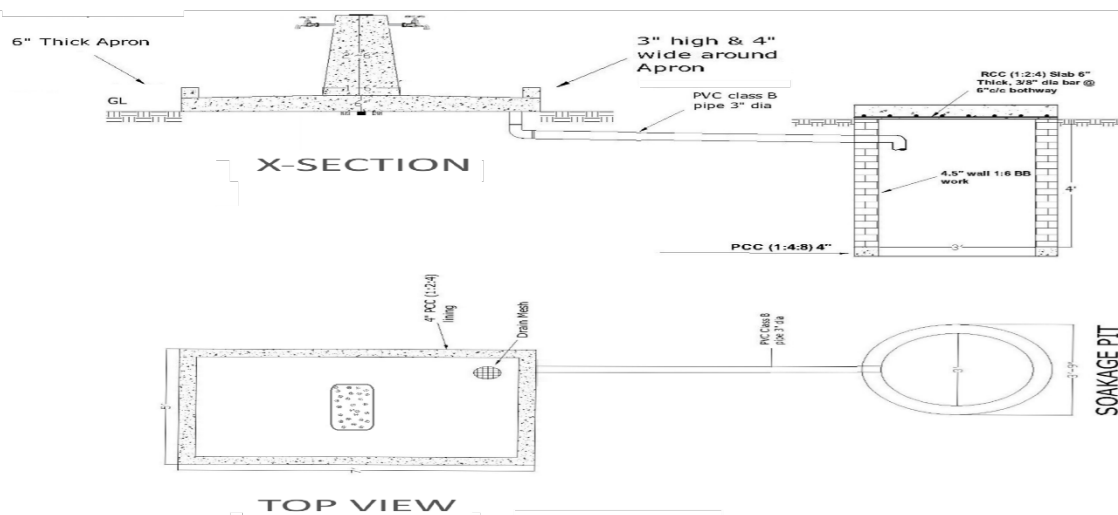 6" Thick Apron
3" high & 4"
wide around
Apron
GL
PVC class B
pipe 3" dia
RCC (1:2:4) Slab 6"
Thick, 3/8" dia bar @
6"c/c bothway
X-SECTION
4.5" wall 1:6 BB
work
4'
3'
PCC (1:4:8) 4"
4" PCC (1:2:4)
lining
Drain Mesh
PVC Class B
pipe 3" dia
3'
3'-9"
SOAKAGE PIT
TOP VIEW